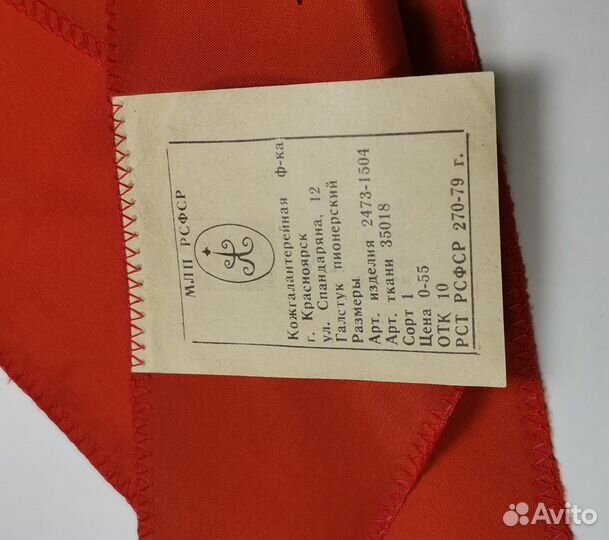 МЛП РСФСР
Кожгалантерейная ф-ка
г. Красноярск
ул. Спандаряна, 12
Галстук пионерский
Размеры
Арт. изделия 2473-1504
Арт. ткани 35018
Сорт 1
Цена 0-55
ОТК 10
РСТ РСФСР 270-79 г.
Avito